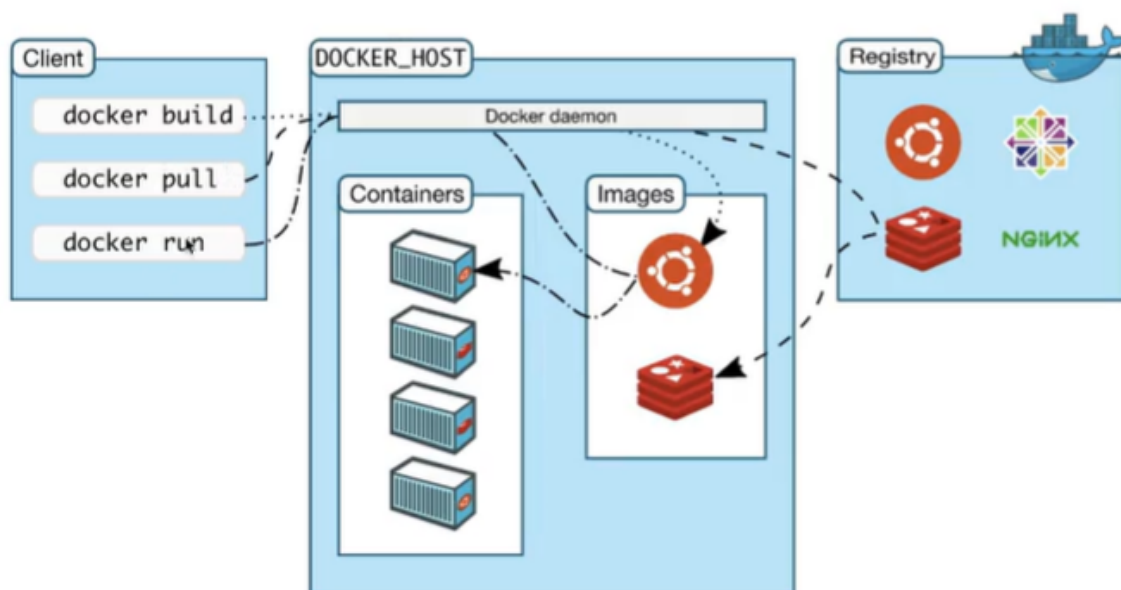 Client
docker build
docker pull
docker run
DOCKER_HOST
Docker daemon
Containers
Images
Registry
NGINX